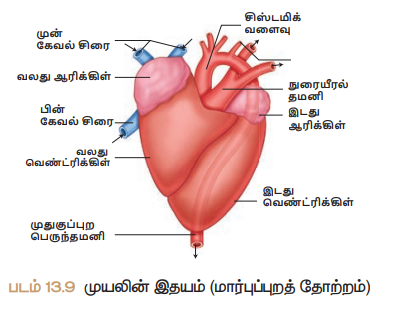 முன்
கேவல் சிரை
வலது ஆரிக்கிள்
பின்
கேவல் சிரை
வலது
வெண்ட்ரிக்கிள்
முதுகுப்புற
பெருந்தமனி
சிஸ்டமிக்
வளைவு
நுரையீரல்
தமனி
இடது
ஆரிக்கிள்
இடது
வெண்ட்ரிக்கிள்
படம் 13.9 முயலின் இதயம் (மார்புப்புறத் தோற்றம்)